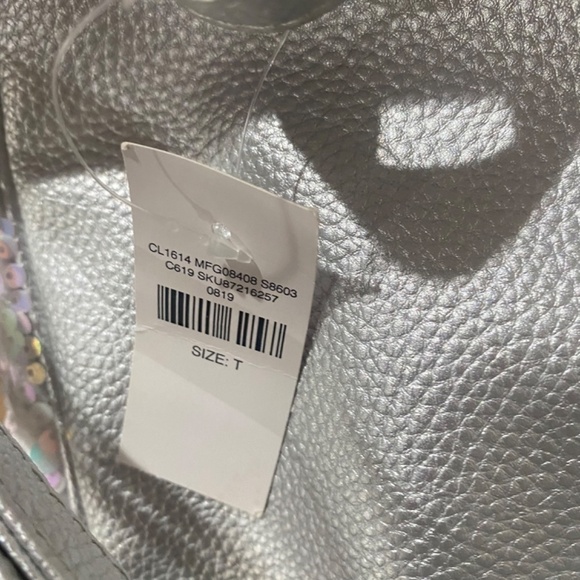 CL1614 MFG08408 S8603
C619 SKU87216257
0819
SIZE: T